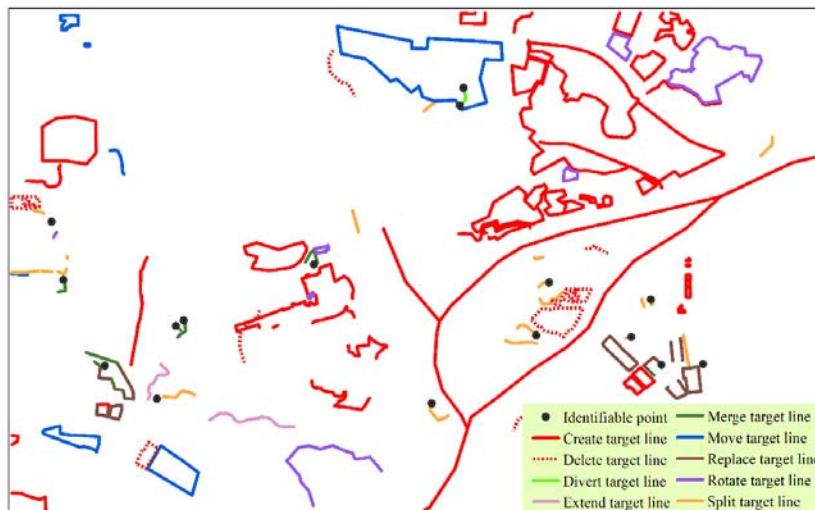 Identifiable point
Create target line
Delete target line
Divert target line
Extend target line
Merge target line
Move target line
Replace target line
Rotate target line
Split target line